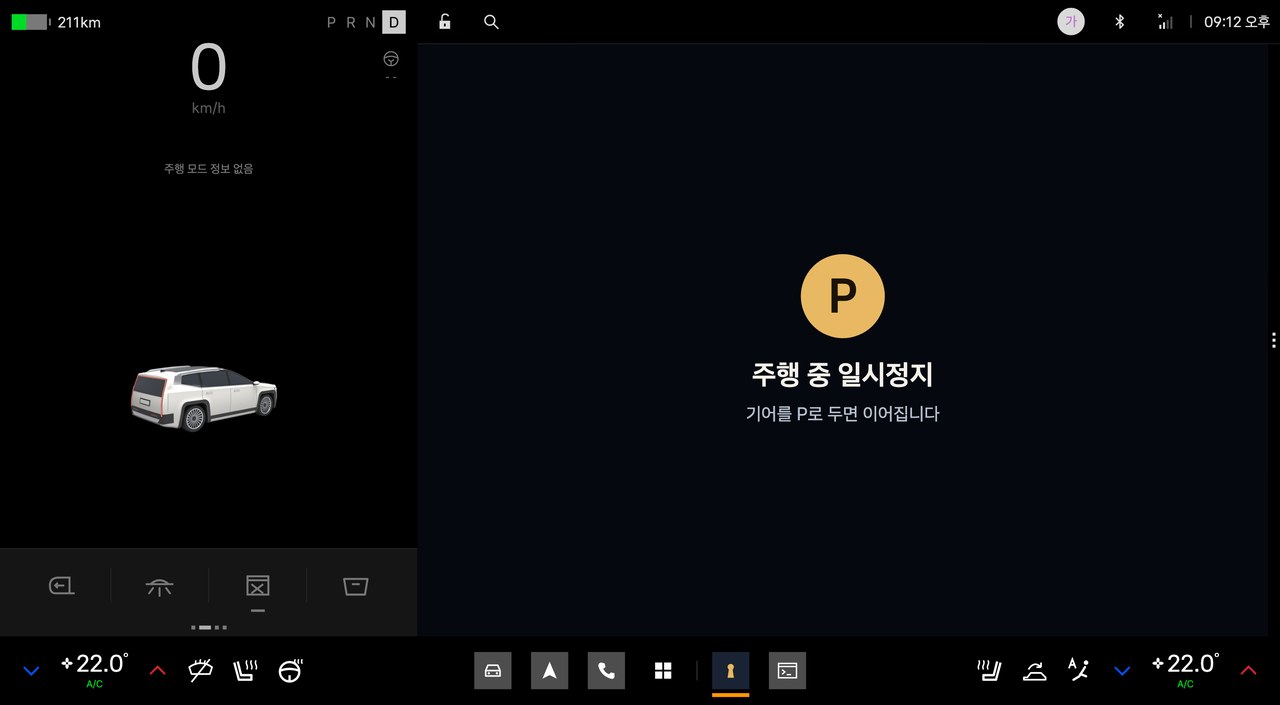 211km
P R N D
가
09:12 오후
0
km/h
--
주행 모드 정보 없음
P
주행 중 일시정지
기어를 P로 두면 이어집니다
22.0°
A/C
A
22.0°
A/C